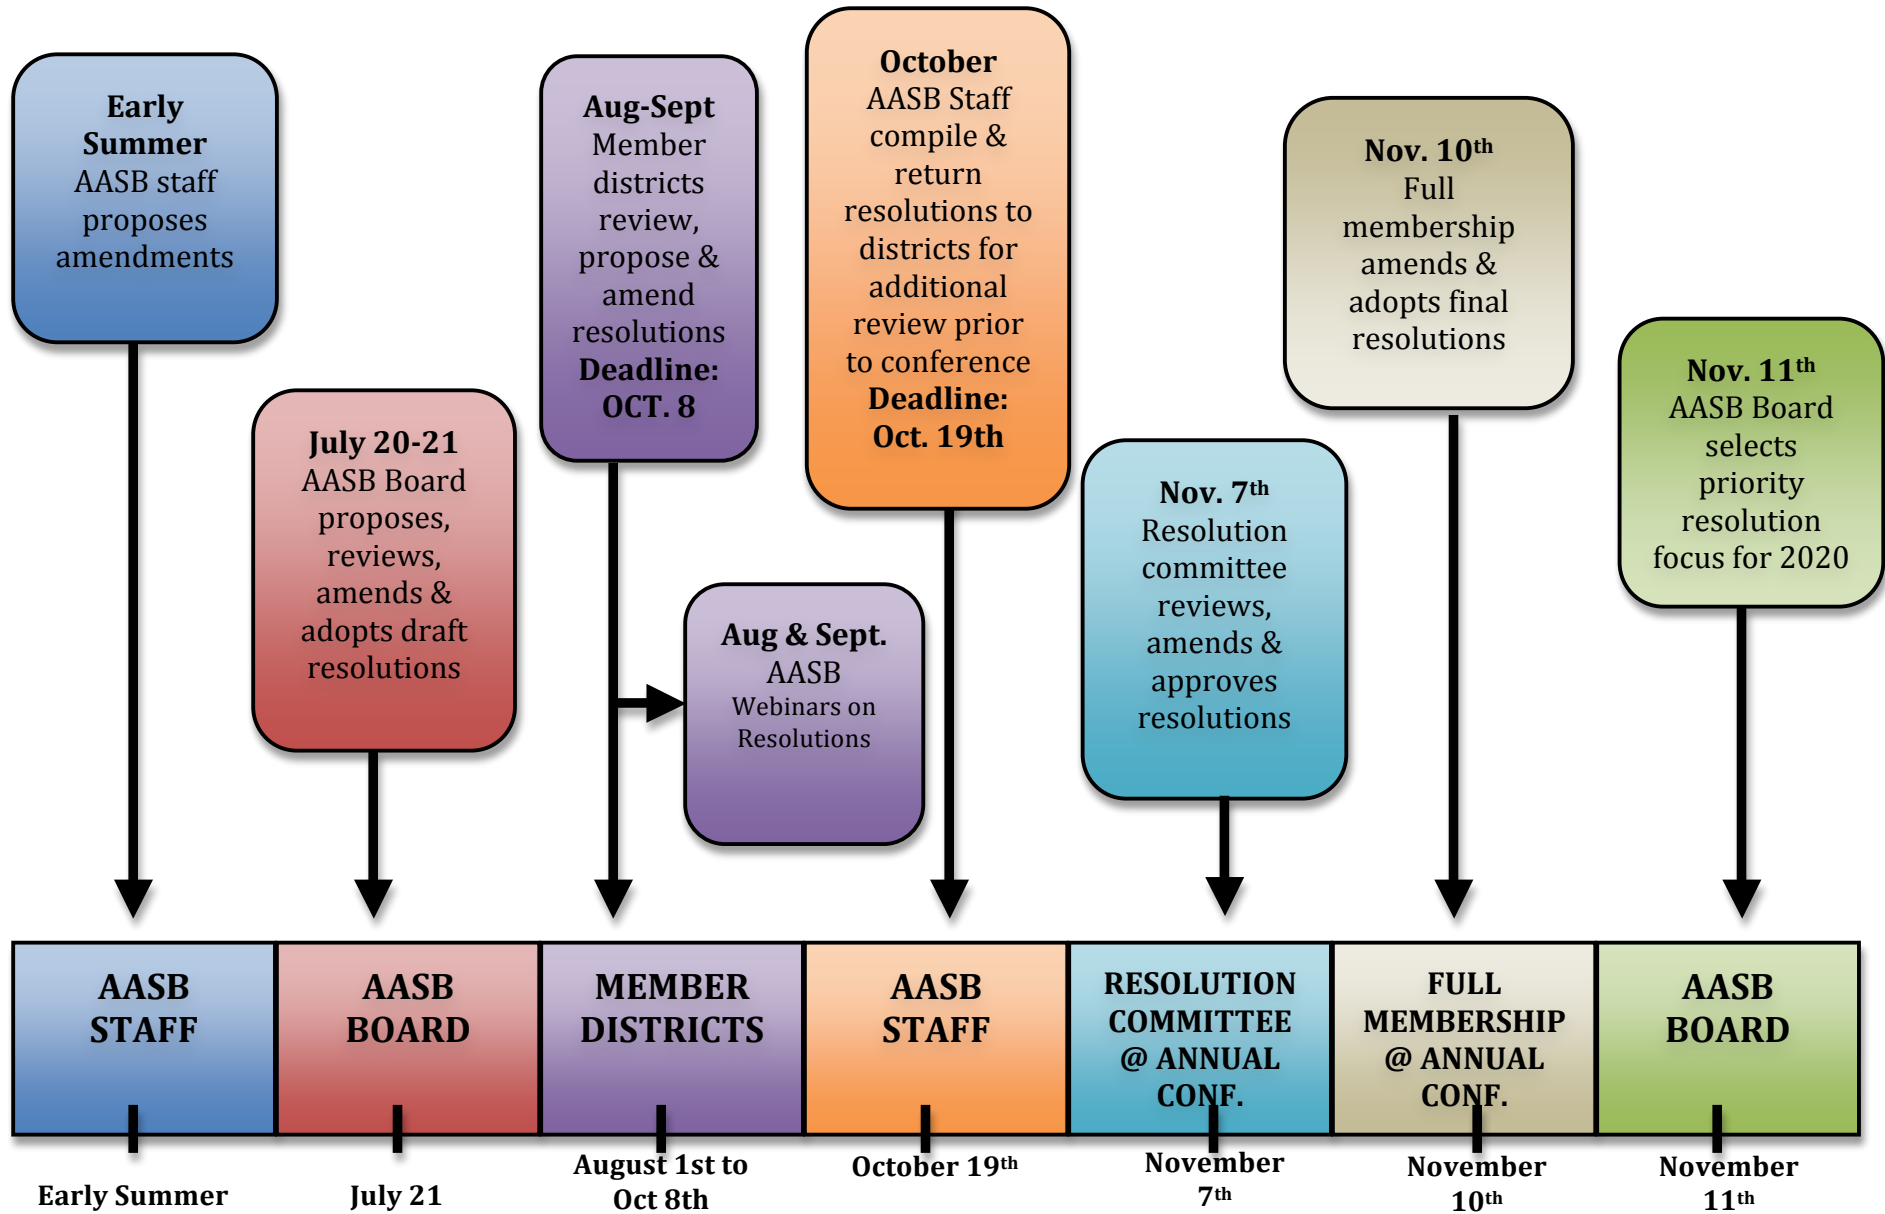 Early
Summer
AASB staff
proposes
amendments
July 20-21
AASB Board
proposes,
reviews,
amends &
adopts draft
resolutions
Aug-Sept
Member
districts
review,
propose &
amend
resolutions
Deadline:
OCT. 8
Aug & Sept.
AASB
Webinars on
Resolutions
October
AASB Staff
compile &
return
resolutions to
districts for
additional
review prior
to conference
Deadline:
Oct. 19th
Nov. 7th
Resolution
committee
reviews,
amends &
approves
resolutions
Nov. 10th
Full
membership
amends &
adopts final
resolutions
Nov. 11th
AASB Board
selects
priority
resolution
focus for 2020
AASB
STAFF
AASB
BOARD
MEMBER
DISTRICTS
AASB
STAFF
RESOLUTION
COMMITTEE
@ ANNUAL
CONF.
FULL
MEMBERSHIP
@ ANNUAL
CONF.
AASB
BOARD
Early Summer
July 21
August 1st to
Oct 8th
October 19th
November
7th
November
10th
November
11th